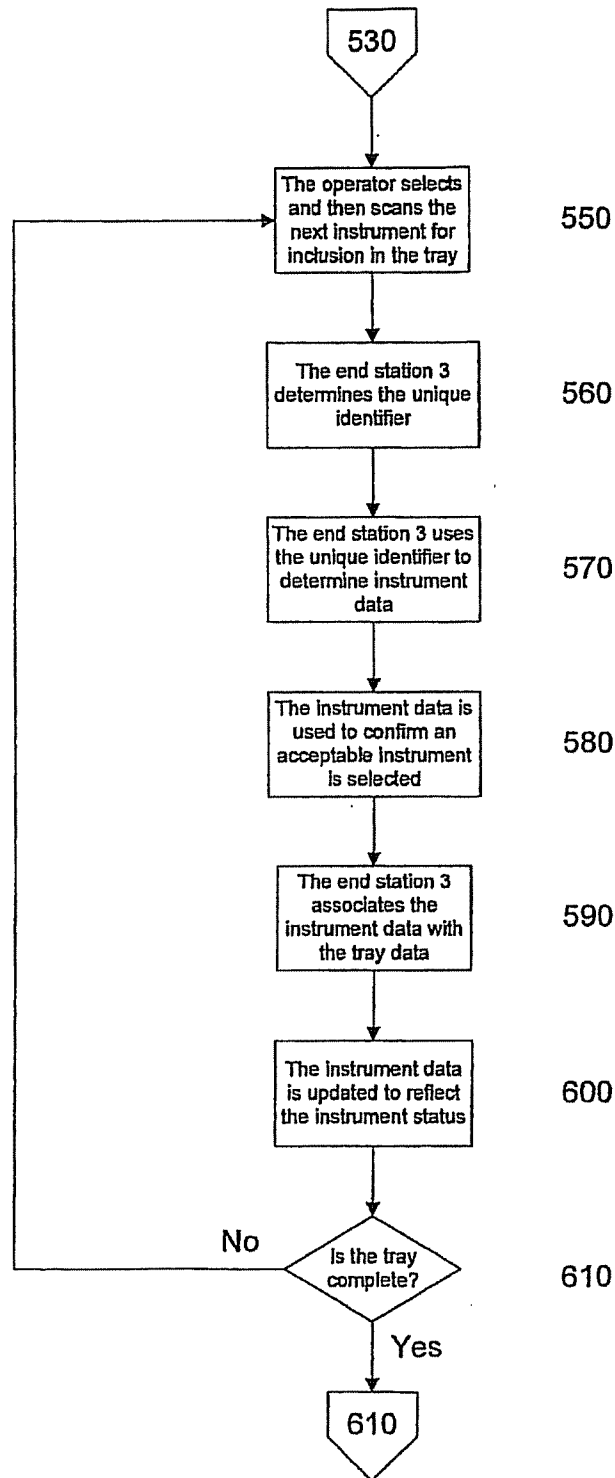 530
The operator selects
and then scans the
next instrument for
inclusion in the tray
550
The end station 3
determines the unique
identifier
560
The end station 3 uses
the unique identifier to
determine instrument
data
570
The instrument data is
used to confirm an
acceptable instrument
is selected
580
The end station 3
associates the
instrument data with
the tray data
590
The instrument data
is updated to reflect
the instrument status
600
No
Is the tray
complete?
610
Yes
610